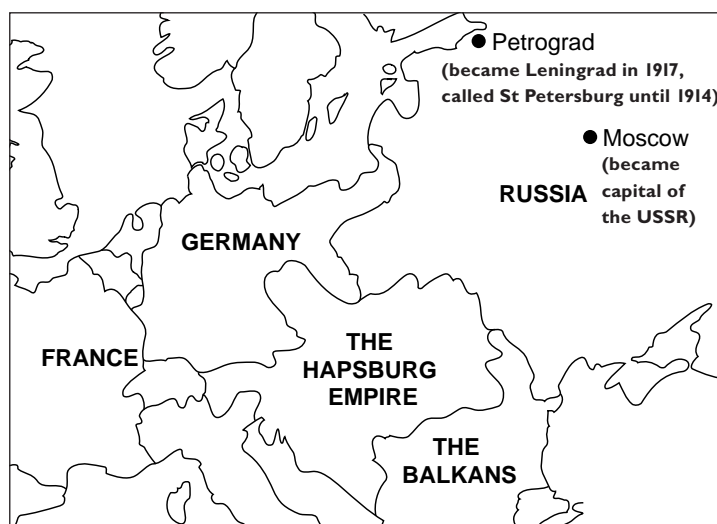 Petrograd
(became Leningrad in 1917,
called St Petersburg until 1914)
Moscow
(became
capital of
the USSR)
RUSSIA
GERMANY
THE
HAPSBURG
EMPIRE
FRANCE
THE
BALKANS